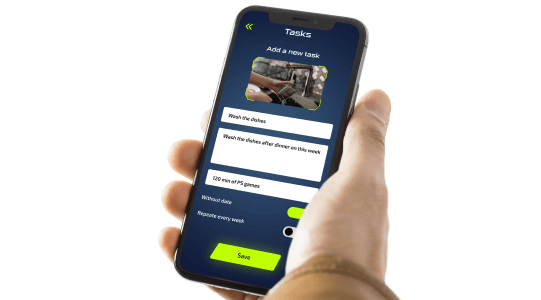 Tasks
Add a new task
Wash the dishes
Wash the dishes after dinner on this week
120 min of PS games
Without date
Repeate every week
Save